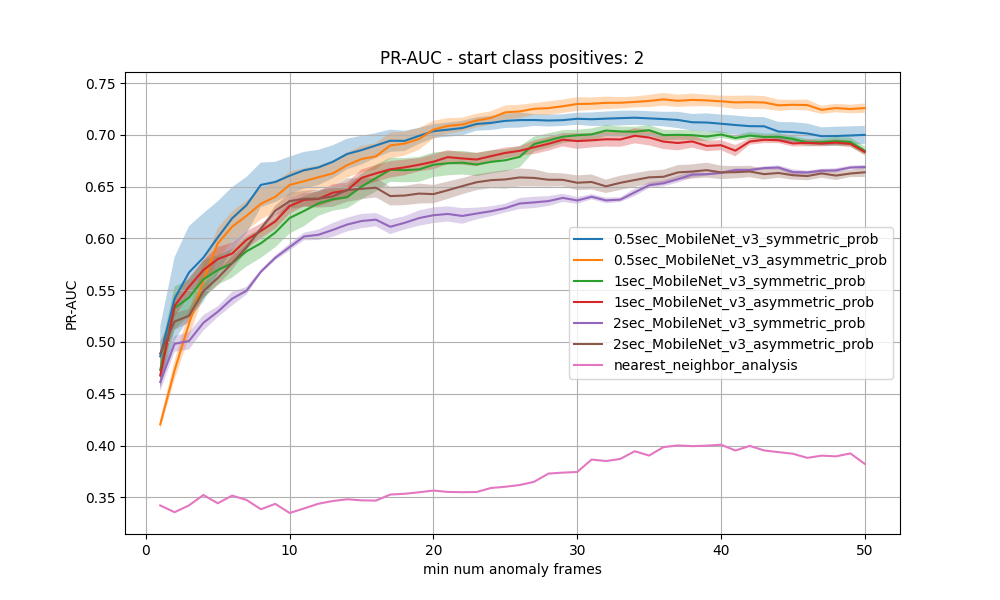 PR-AUC - start class positives: 2
PR-AUC
0.75
0.70
0.65
0.60
0.55
0.50
0.45
0.40
0.35
0.5sec_MobileNet_v3_symmetric_prob
0.5sec_MobileNet_v3_asymmetric_prob
1sec_MobileNet_v3_symmetric_prob
1sec_MobileNet_v3_asymmetric_prob
2sec_MobileNet_v3_symmetric_prob
2sec_MobileNet_v3_asymmetric_prob
nearest_neighbor_analysis
0 10 20 30 40 50
min num anomaly frames